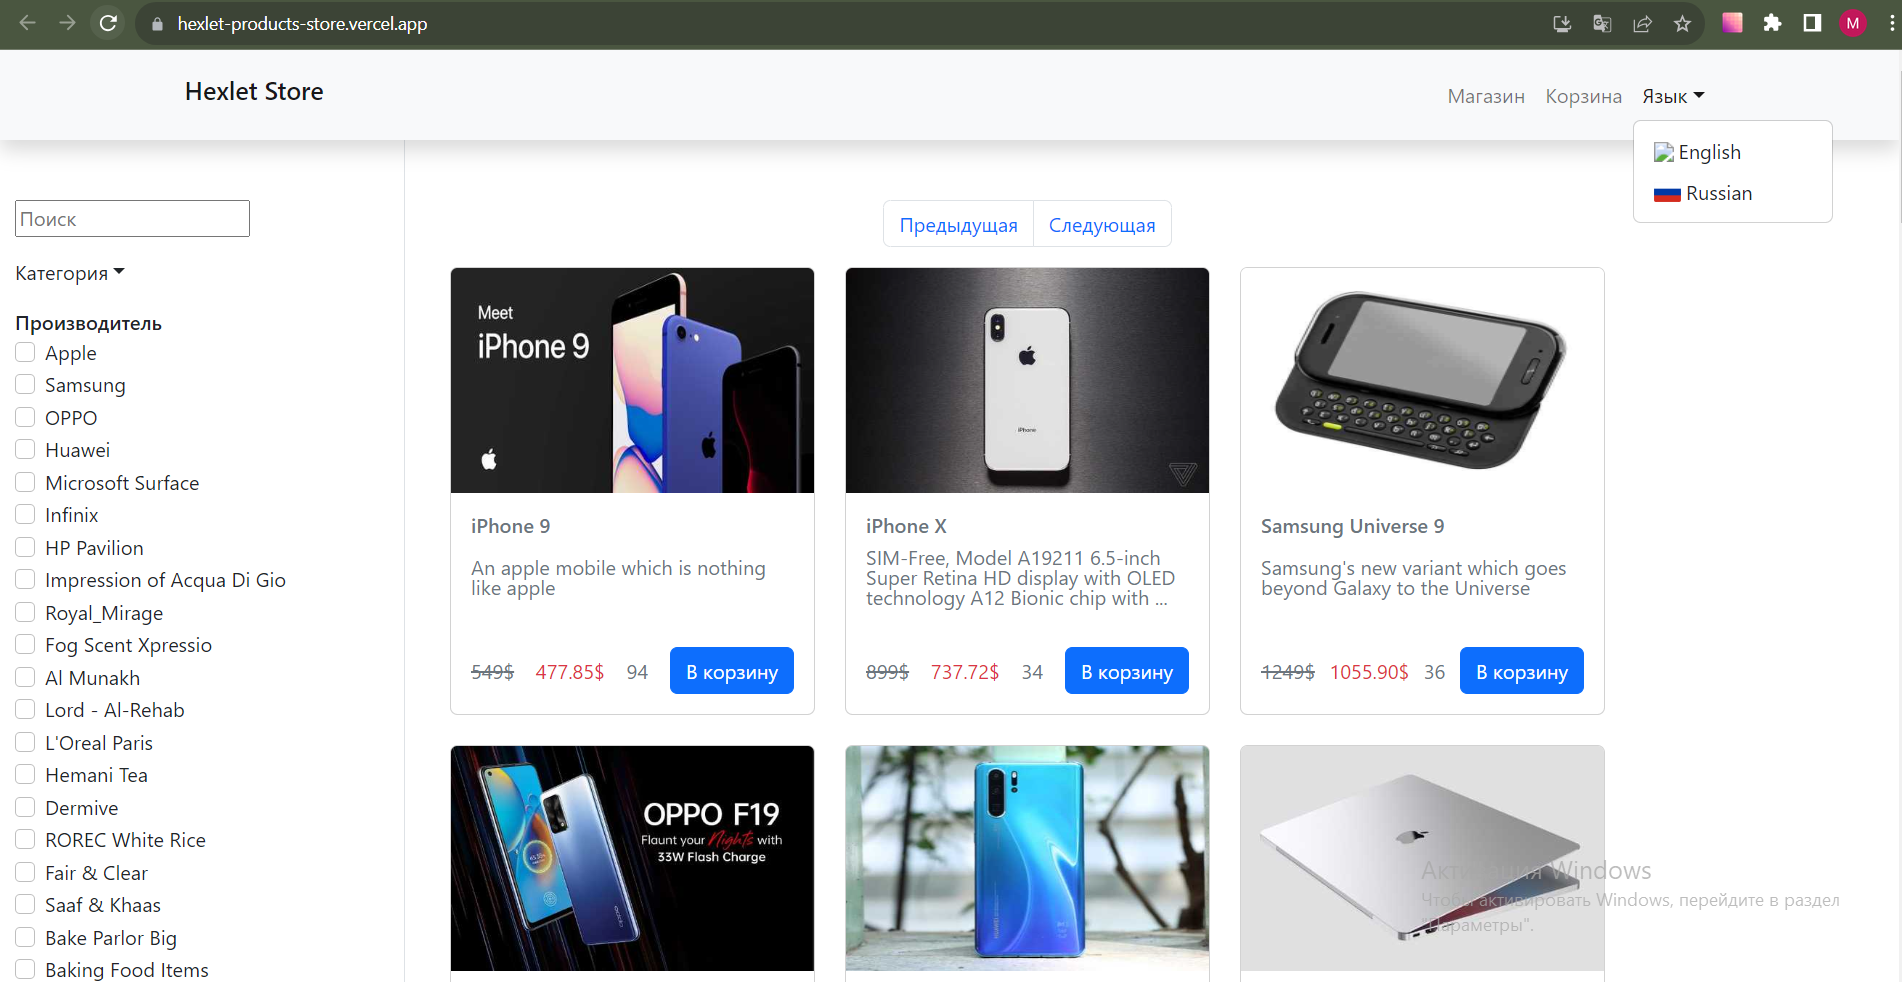 hexlet-products-store.vercel.app
M
Hexlet Store
Магазин Корзина Язык
English
Russian
Поиск
Категория
Производитель
Apple
Samsung
OPPO
Huawei
Microsoft Surface
Infinix
HP Pavilion
Impression of Acqua Di Gio
Royal_Mirage
Fog Scent Xpressio
Al Munakh
Lord - Al-Rehab
L'Oreal Paris
Hemani Tea
Dermive
ROREC White Rice
Fair & Clear
Saaf & Khaas
Bake Parlor Big
Baking Food Items
Предыдущая Следующая
Meet
iPhone 9
iPhone 9
An apple mobile which is nothing
like apple
549$ 477.85$ 94 В корзину
iPhone
iPhone X
SIM-Free, Model A19211 6.5-inch
Super Retina HD display with OLED
technology A12 Bionic chip with ...
899$ 737.72$ 34 В корзину
Samsung Universe 9
Samsung's new variant which goes
beyond Galaxy to the Universe
1249$ 1055.90$ 36 В корзину
OPPO F19
Flaunt your Nights with
33W Flash Charge
Активация Windows
Чтобы активировать Windows, перейдите в раздел
"Параметры".